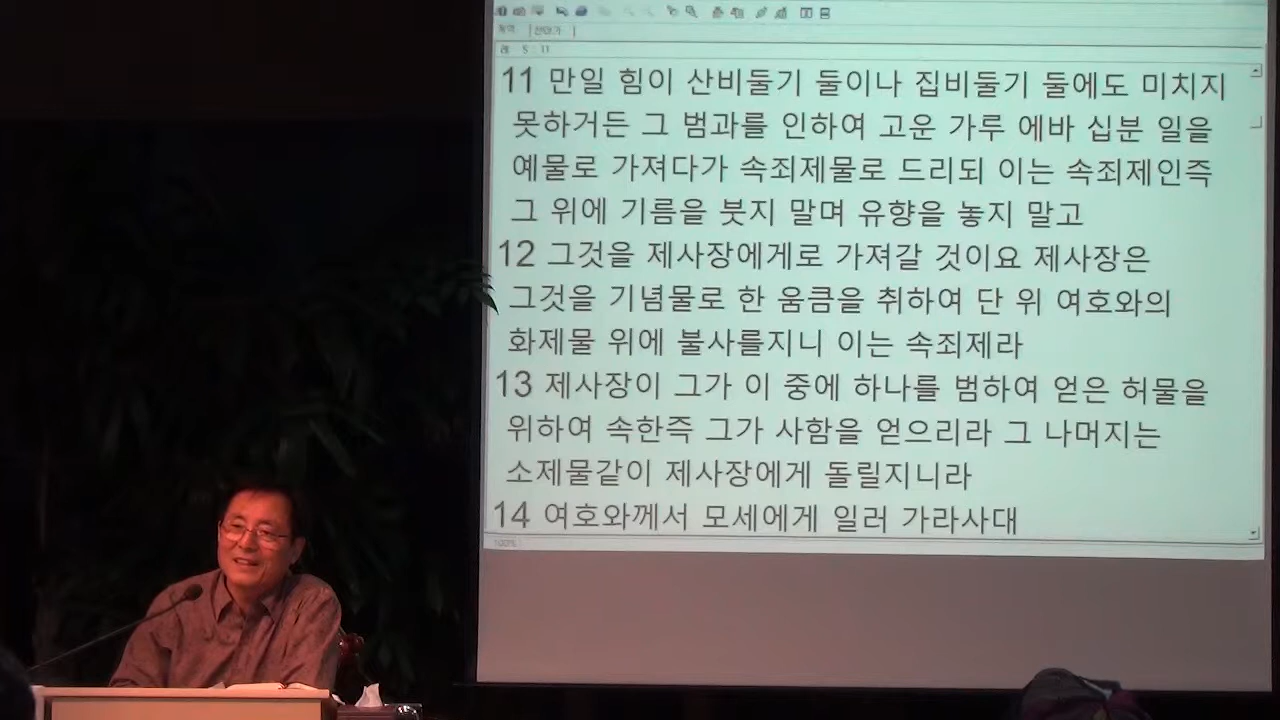 레 5 : 11
11 만일 힘이 산비둘기 둘이나 집비둘기 둘에도 미치지
못하거든 그 범과를 인하여 고운 가루 에바 십분 일을
예물로 가져다가 속죄제물로 드리되 이는 속죄제인즉
그 위에 기름을 붓지 말며 유향을 놓지 말고
12 그것을 제사장에게로 가져갈 것이요 제사장은
그것을 기념물로 한 움큼을 취하여 단 위 여호와의
화제물 위에 불사를지니 이는 속죄제라
13 제사장이 그가 이 중에 하나를 범하여 얻은 허물을
위하여 속한즉 그가 사함을 얻으리라 그 나머지는
소제물같이 제사장에게 돌릴지니라
14 여호와께서 모세에게 일러 가라사대
100%